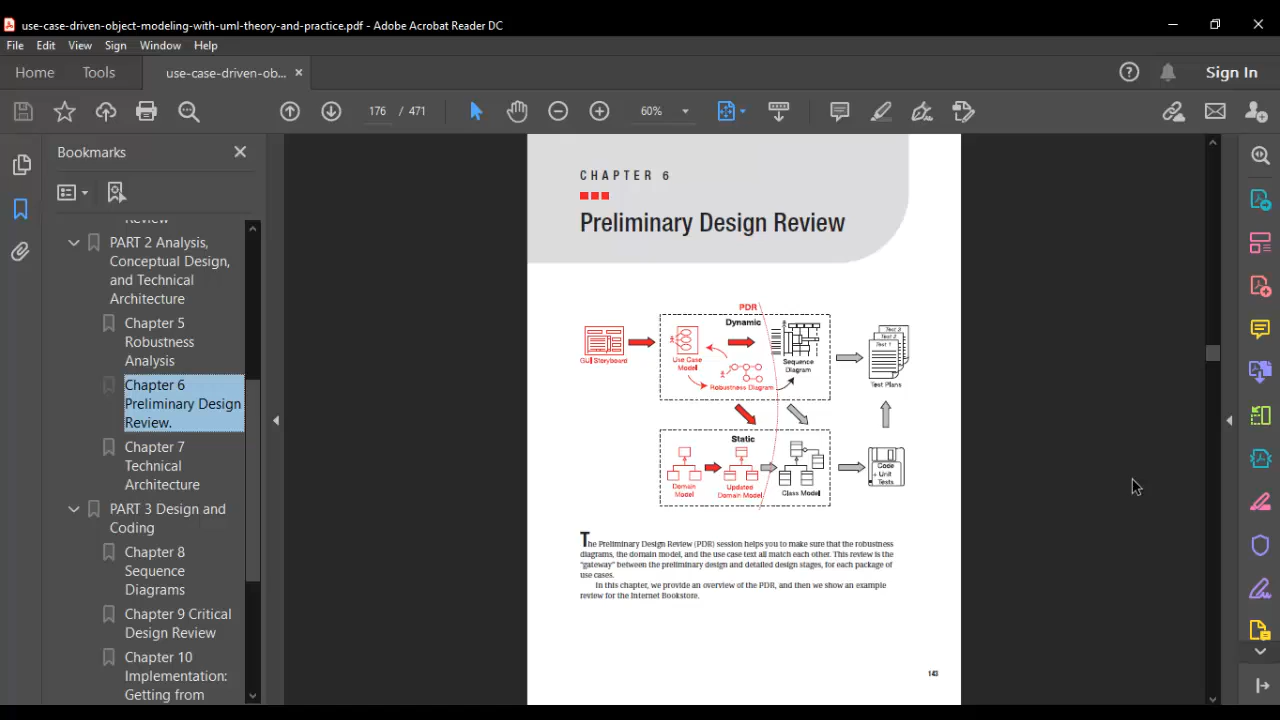 use-case-driven-object-modeling-with-uml-theory-and-practice.pdf - Adobe Acrobat Reader DC
File Edit View Sign Window Help
Home Tools use-case-driven-ob... × Sign In
176 / 471 60%
Bookmarks
Review
PART 2 Analysis,
Conceptual Design,
and Technical
Architecture
Chapter 5
Robustness
Analysis
Chapter 6
Preliminary Design
Review.
Chapter 7
Technical
Architecture
PART 3 Design and
Coding
Chapter 8
Sequence
Diagrams
Chapter 9 Critical
Design Review
Chapter 10
Implementation:
Getting from
CHAPTER 6
Preliminary Design Review
PDR
Dynamic
GUI Storyboard
Use Case
Model
Robustness Diagram
Sequence
Diagram
Test 3
Test 2
Test 1
Test Plans
Static
Domain
Model
Updated
Domain Model
Class Model
Code
+ Unit
Tests
The Preliminary Design Review (PDR) session helps you to make sure that the robustness
diagrams, the domain model, and the use case text all match each other. This review is the
“gateway” between the preliminary design and detailed design stages, for each package of
use cases.
In this chapter, we provide an overview of the PDR, and then we show an example
review for the Internet Bookstore.
143